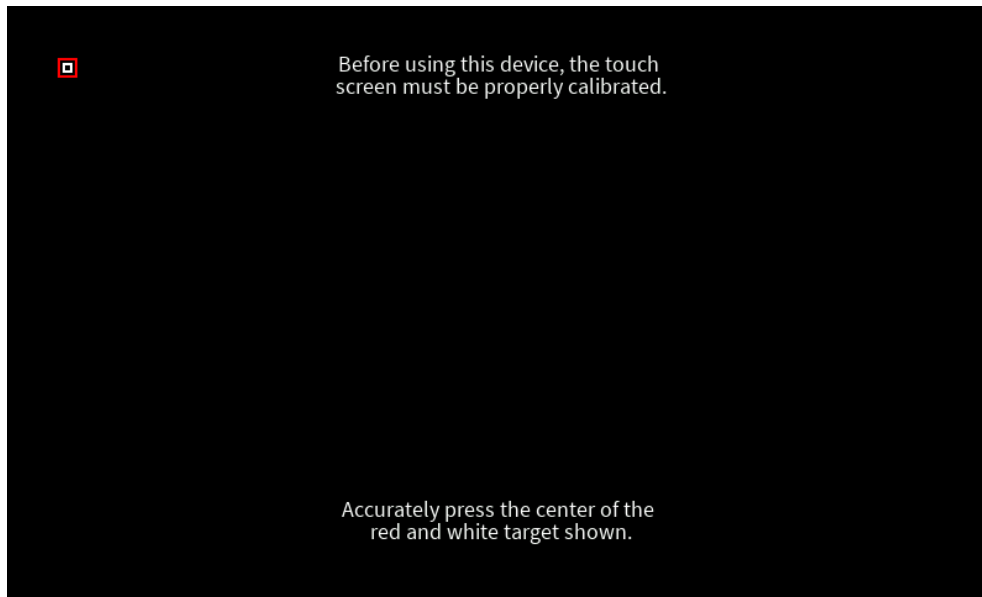 Before using this device, the touch
screen must be properly calibrated.
Accurately press the center of the
red and white target shown.